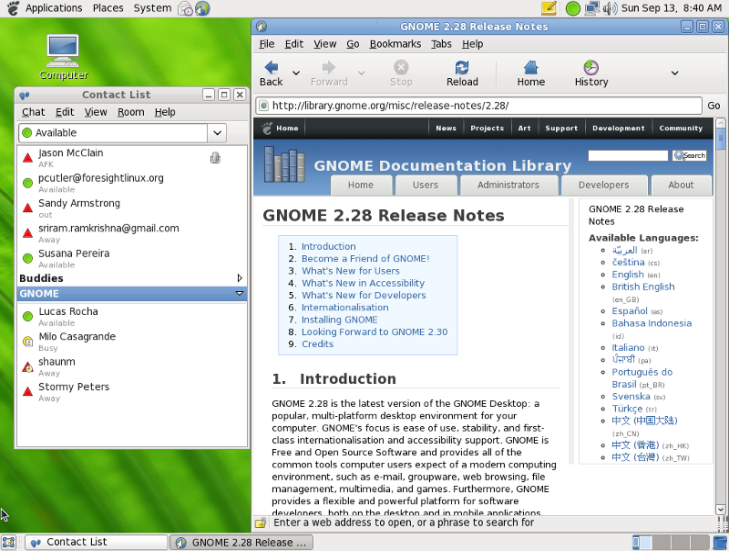 Applications Places System
Sun Sep 13, 8:40 AM
Computer
Contact List
Chat Edit View Room Help
Available
Jason McClain
AFK
pcutler@foresightlinux.org
Available
Sandy Armstrong
out
sriram.ramkrishna@gmail.com
Away
Susana Pereira
Available
Buddies
GNOME
Lucas Rocha
Available
Milo Casagrande
Busy
shaunm
Away
Stormy Peters
Away
GNOME 2.28 Release Notes
File Edit View Go Bookmarks Tabs Help
Back Forward Stop Reload Home History
http://library.gnome.org/misc/release-notes/2.28/ Go
Home News Projects Art Support Development Community
GNOME Documentation Library
Search
Home Users Administrators Developers About
GNOME 2.28 Release Notes
1. Introduction
2. Become a Friend of GNOME!
3. What's New for Users
4. What's New in Accessibility
5. What's New for Developers
6. Internationalisation
7. Installing GNOME
8. Looking Forward to GNOME 2.30
9. Credits
1. Introduction
GNOME 2.28 is the latest version of the GNOME Desktop: a
popular, multi-platform desktop environment for your
computer. GNOME's focus is ease of use, stability, and first-
class internationalisation and accessibility support. GNOME is
Free and Open Source Software and provides all of the
common tools computer users expect of a modern computing
environment, such as e-mail, groupware, web browsing, file
management, multimedia, and games. Furthermore, GNOME
provides a flexible and powerful platform for software
developers, both on the desktop and in mobile applications
GNOME 2.28 Release
Notes
Available Languages:
العربيّة (ar)
čeština (cs)
English (en)
British English
(en_GB)
Español (es)
Bahasa Indonesia
(id)
Italiano (it)
ਪੰਜਾਬੀ (pa)
Português do
Brasil (pt_BR)
Svenska (sv)
Türkçe (tr)
中文 (中国大陆)
(zh_CN)
中文 (香港) (zh_HK)
中文 (台灣) (zh_TW)
Enter a web address to open, or a phrase to search for
Contact List
GNOME 2.28 Release ...